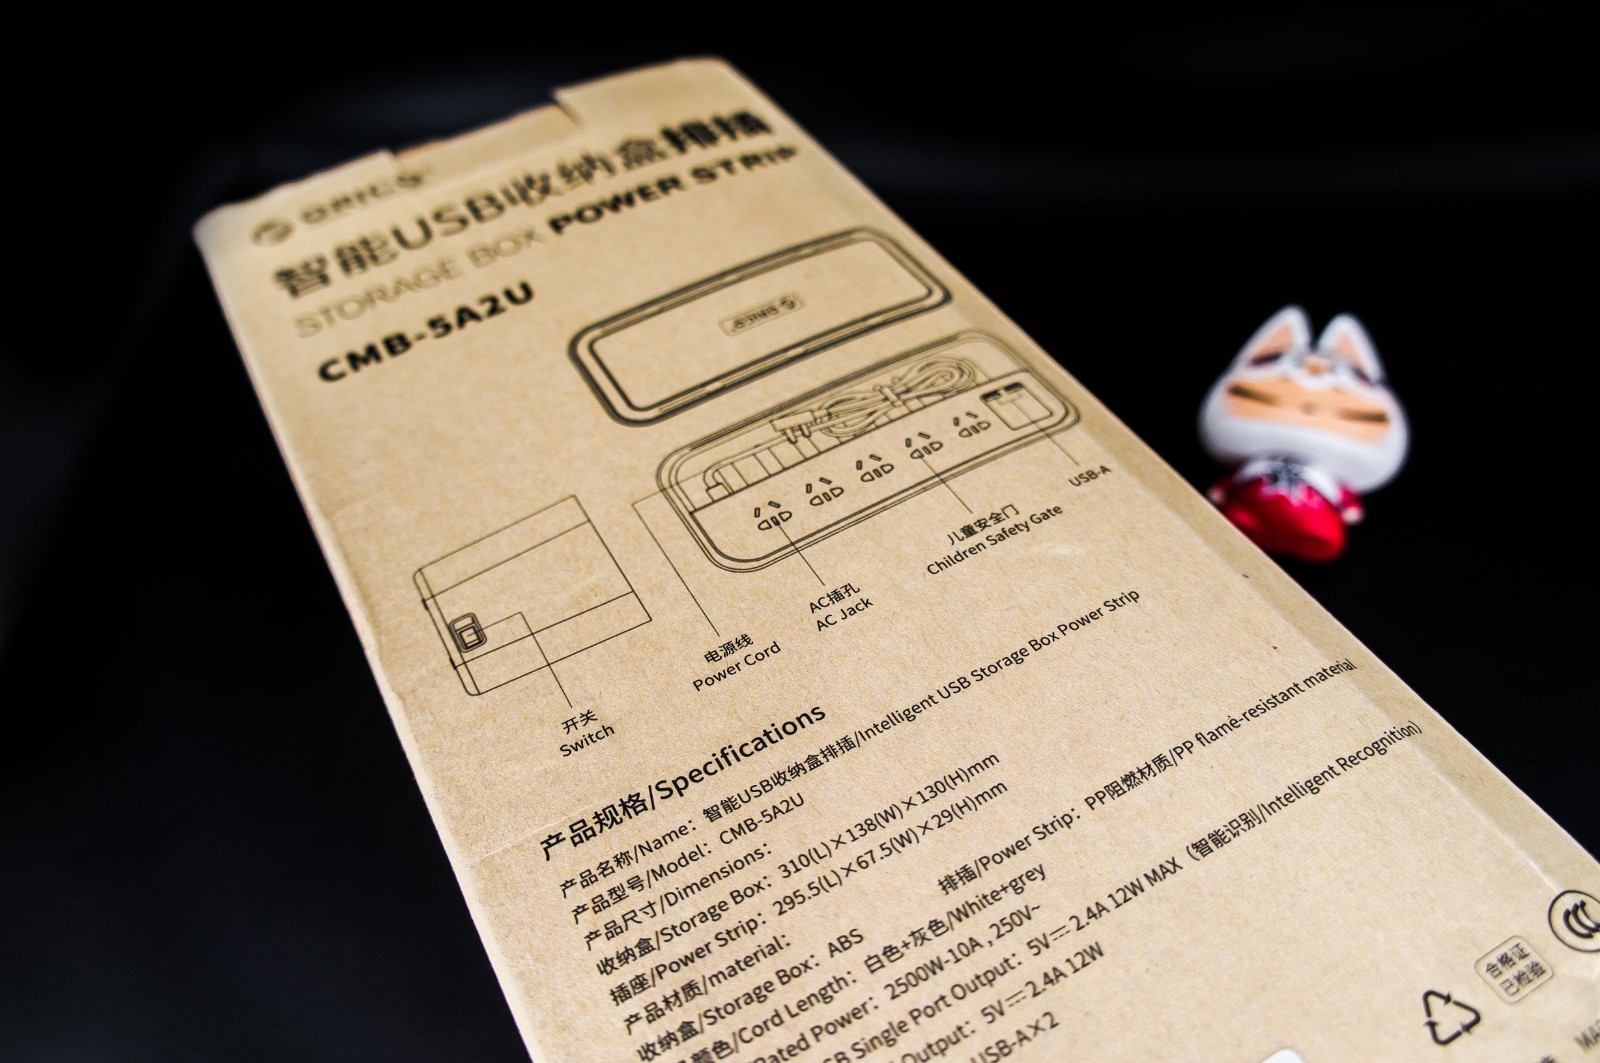 ORICO
智能USB收纳盒排插
STORAGE BOX POWER STRIP
CMB-5A2U
ORICO
USB-A
儿童安全门
Children Safety Gate
AC插孔
AC Jack
电源线
Power Cord
开关
Switch
产品规格/Specifications
产品名称/Name：智能USB收纳盒排插/Intelligent USB Storage Box Power Strip
产品型号/Model：CMB-5A2U
产品尺寸/Dimensions：
收纳盒/Storage Box：310(L)×138(W)×130(H)mm
插座/Power Strip：295.5(L)×67.5(W)×29(H)mm
产品材质/material：
收纳盒/Storage Box：ABS 排插/Power Strip：PP阻燃材质/PP flame-resistant material
颜色/Cord Length：白色+灰色/White+grey
Rated Power：2500W-10A , 250V~
Single Port Output：5V⎓2.4A 12W MAX（智能识别/Intelligent Recognition）
Output：5V⎓2.4A 12W
USB-A×2
合格证
已检验